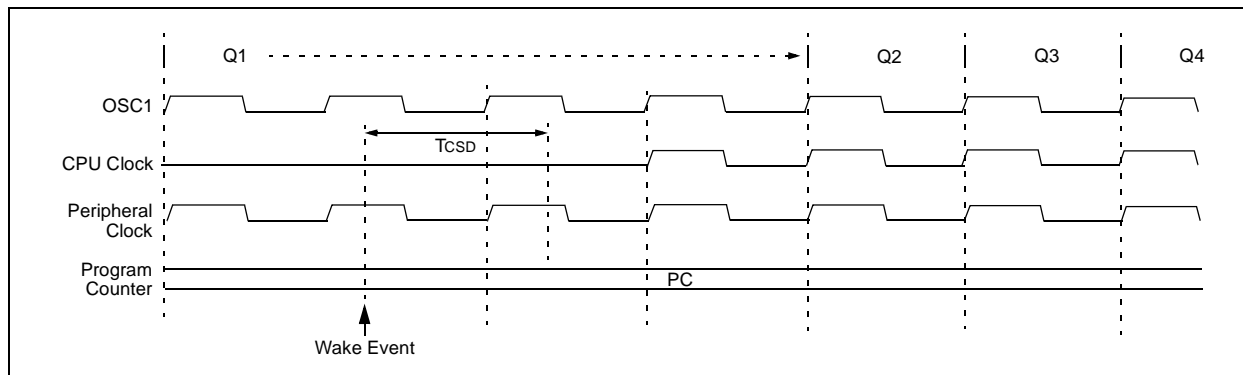 Q1 Q2 Q3 Q4
OSC1
TCSD
CPU Clock
Peripheral
Clock
Program
Counter
PC
Wake Event